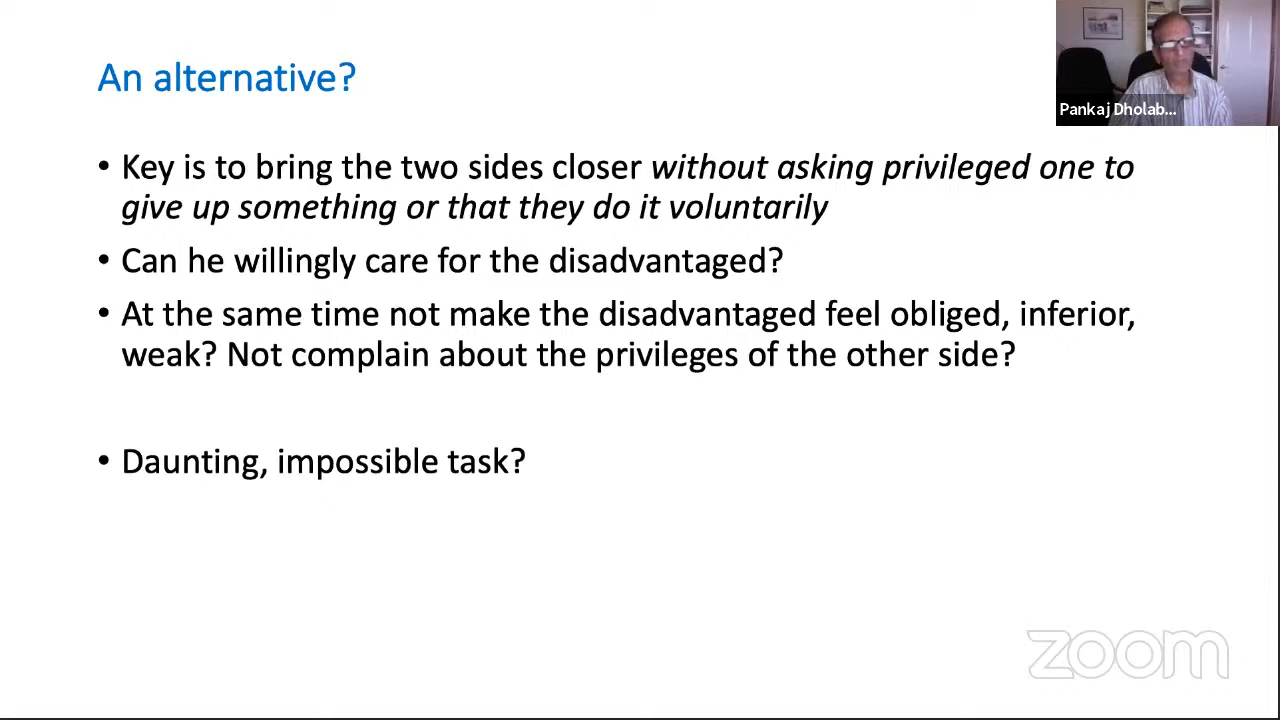 An alternative?
Pankaj Dholab...
• Key is to bring the two sides closer without asking privileged one to
give up something or that they do it voluntarily
• Can he willingly care for the disadvantaged?
• At the same time not make the disadvantaged feel obliged, inferior,
weak? Not complain about the privileges of the other side?
• Daunting, impossible task?
zoom